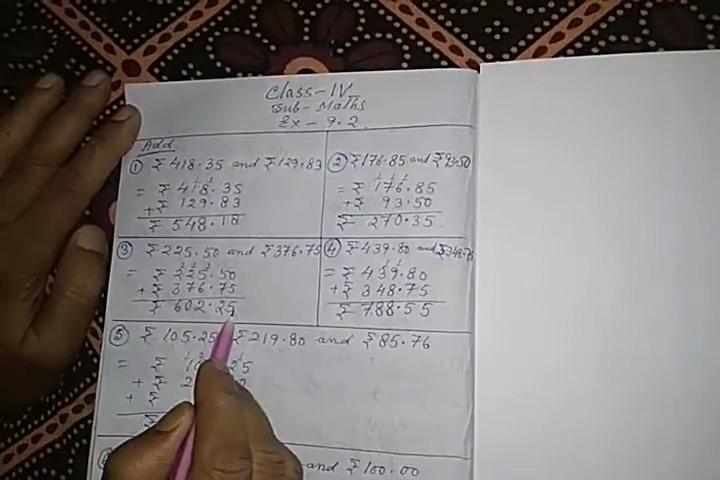 Class-IV
Sub-Maths
Ex-9.2
Add
① ₹418.35 and ₹129.83
= ₹ 418.35
+ ₹ 129.83
₹ 548.18
② ₹176.85 and ₹93.50
= ₹ 176.85
+ ₹ 93.50
₹ 270.35
③ ₹225.50 and ₹376.75
= ₹ 225.50
+ ₹ 376.75
₹ 602.25
④ ₹439.80 and ₹348.75
= ₹ 439.80
+ ₹ 348.75
₹ 788.55
⑤ ₹105.25 ₹219.80 and ₹85.76
= ₹
+ ₹
+ ₹
and ₹100.00